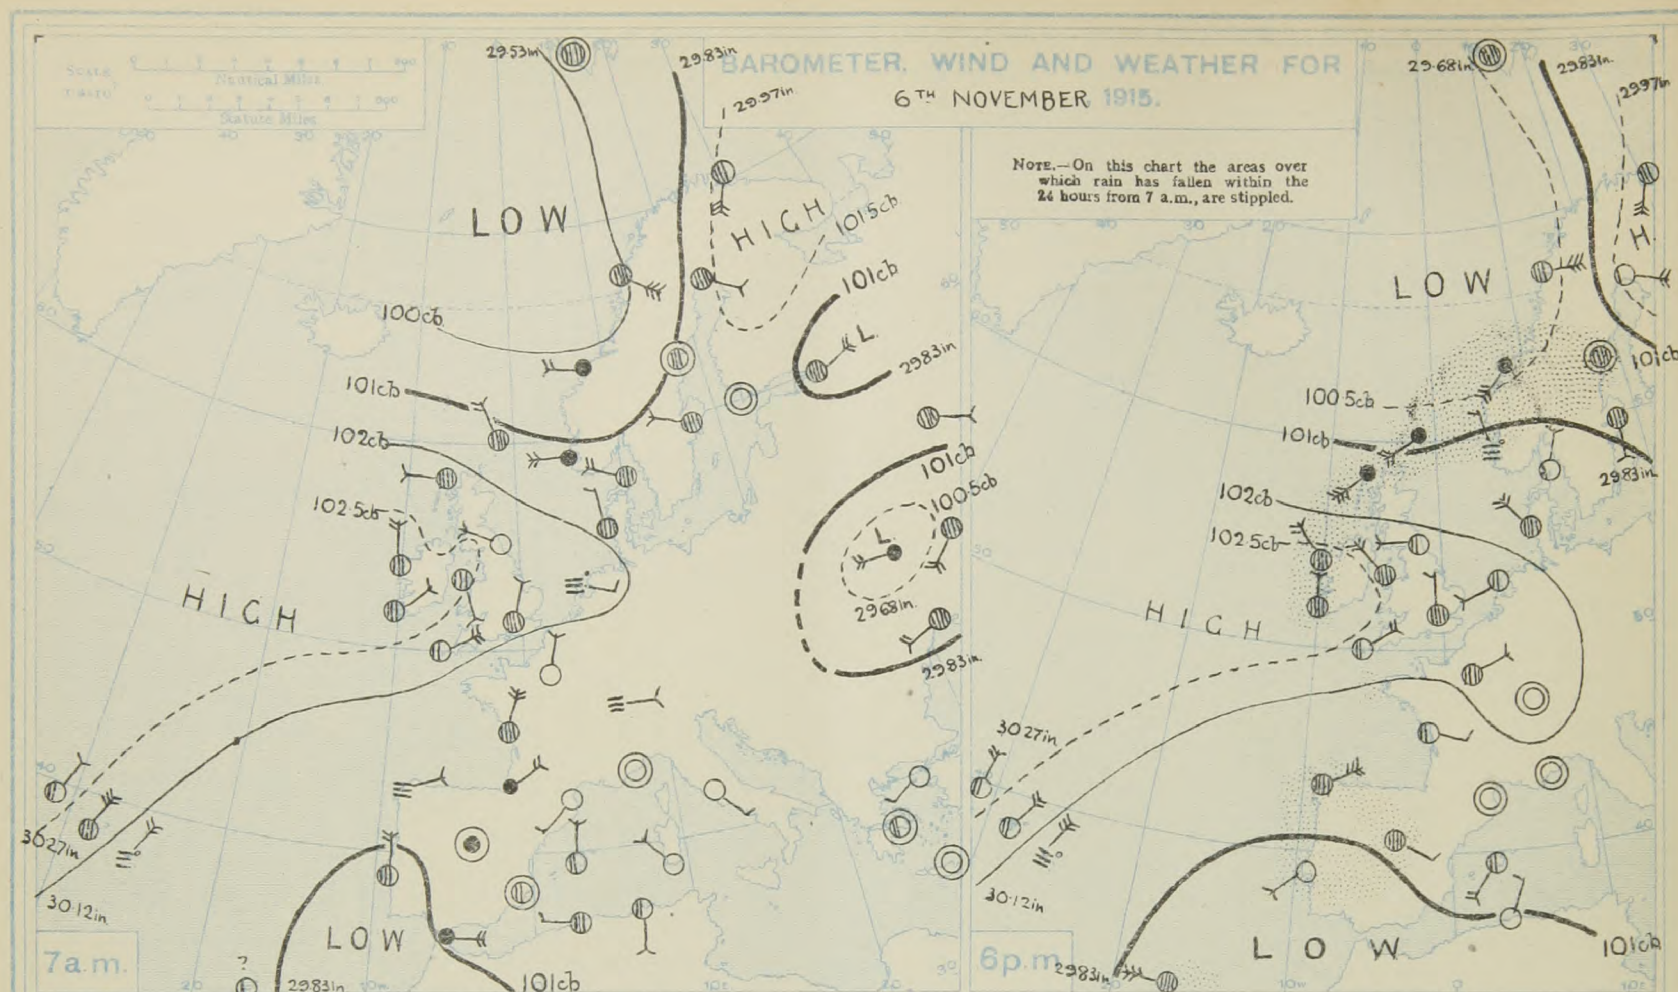 BAROMETER. WIND AND WEATHER FOR
6TH NOVEMBER 1915.
Nautical Miles
Statute Miles
NOTE.—On this chart the areas over
which rain has fallen within the
24 hours from 7 a.m., are stippled.
29·53in
29·83in
29·97in
LOW
HIGH
101·5cb
101cb
L
29·83in
100cb
101cb
102cb
102·5cb
HIGH
101cb
100·5cb
L
29·68in.
29·83in.
30·27in
30·12in
LOW
?
29·83in
101cb
7a.m.
29·68in
29·83in.
29·97in
H.
LOW
101cb
100·5cb
101cb
29·83in
102cb
102·5cb
HIGH
30·27in
30·12in
LOW
29·83in
101cb
6p.m